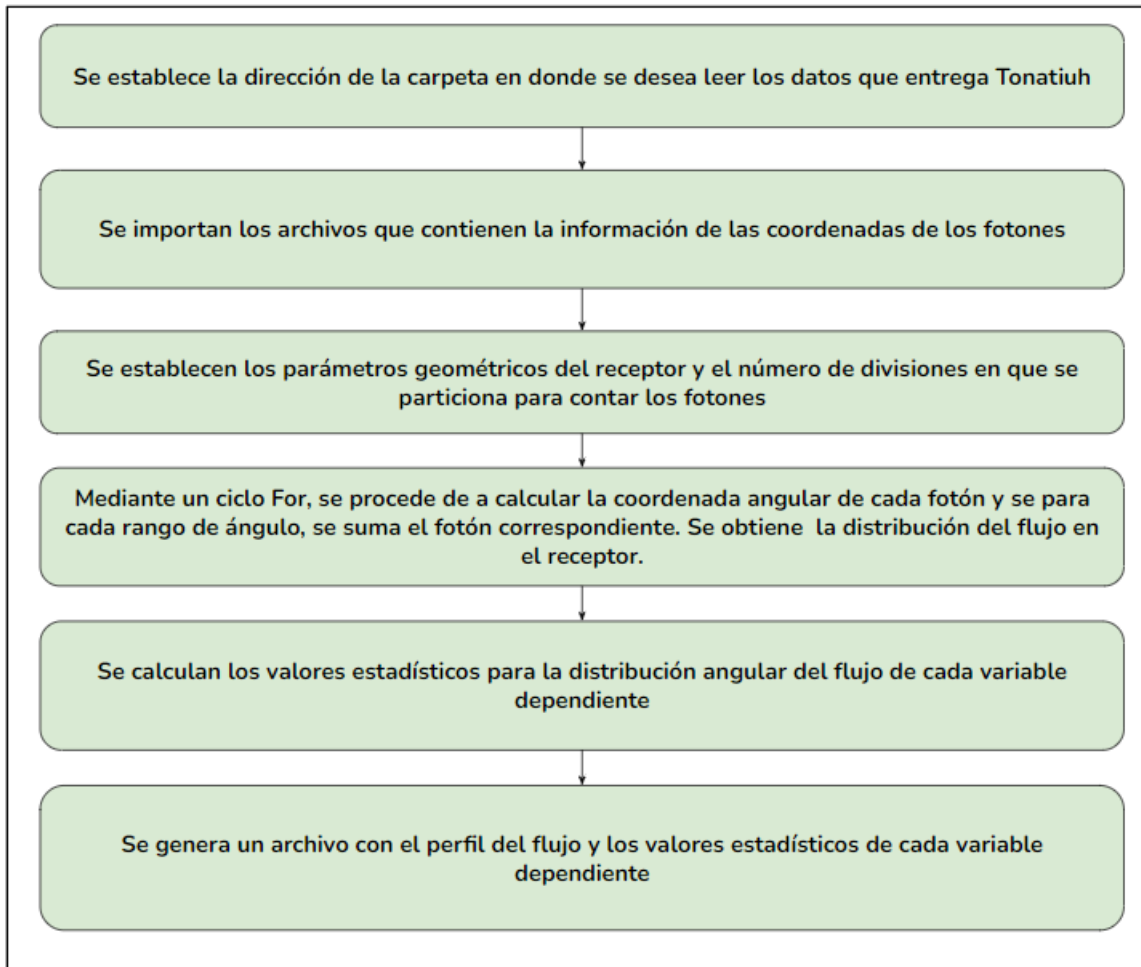 Se establece la dirección de la carpeta en donde se desea leer los datos que entrega Tonatiuh
Se importan los archivos que contienen la información de las coordenadas de los fotones
Se establecen los parámetros geométricos del receptor y el número de divisiones en que se
particiona para contar los fotones
Mediante un ciclo For, se procede de a calcular la coordenada angular de cada fotón y se para
cada rango de ángulo, se suma el fotón correspondiente. Se obtiene  la distribución del flujo en
el receptor.
Se calculan los valores estadísticos para la distribución angular del flujo de cada variable
dependiente
Se genera un archivo con el perfil del flujo y los valores estadísticos de cada variable
dependiente